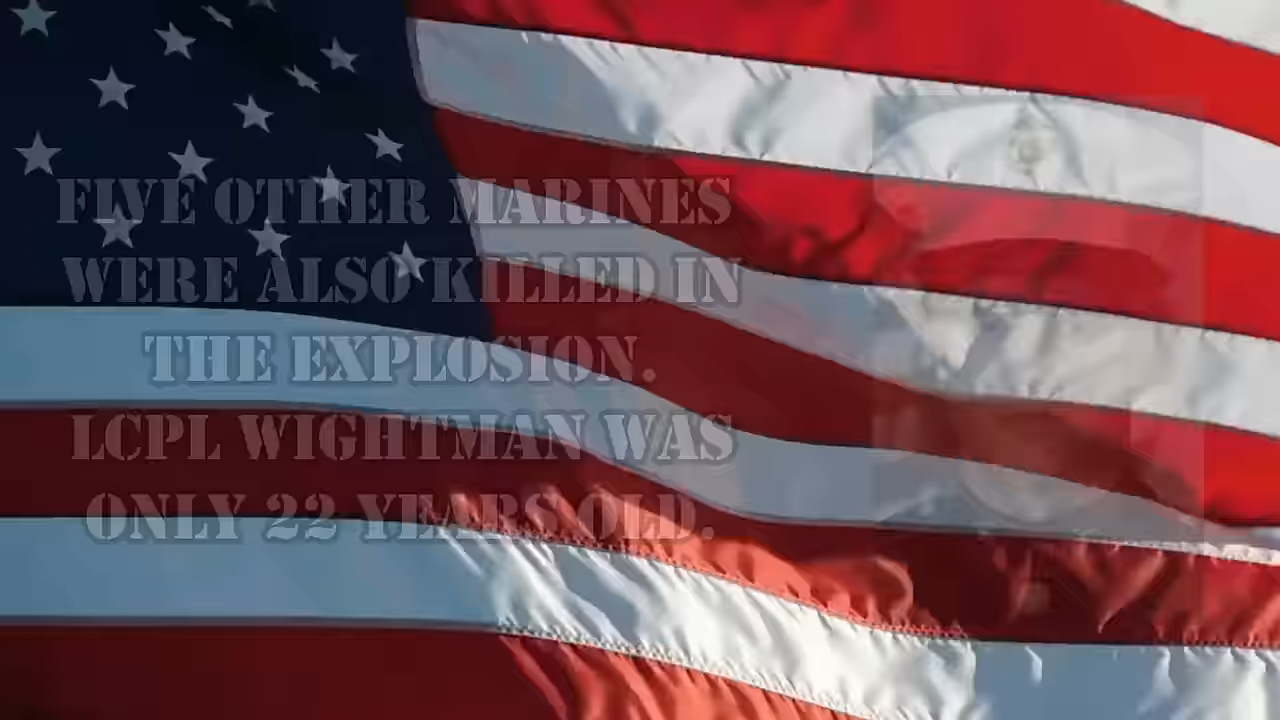 FIVE OTHER MARINES
WERE ALSO KILLED IN
THE EXPLOSION.
LCPL WIGHTMAN WAS
ONLY 22 YEARS OLD.